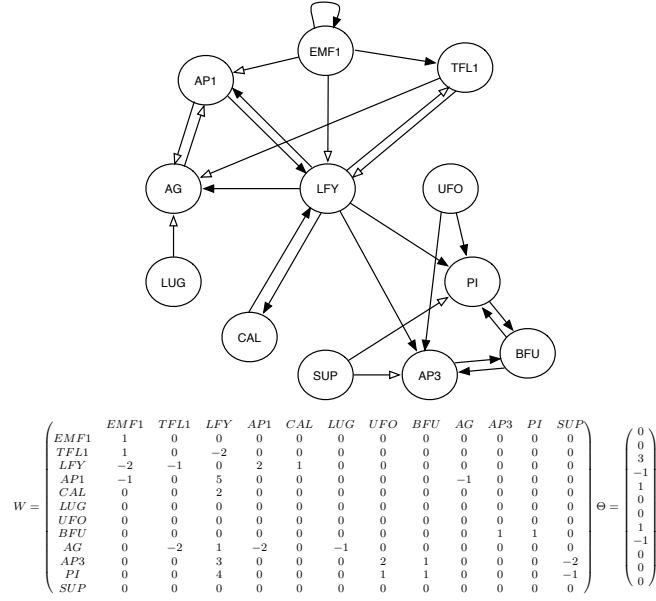 EMF1
TFL1
AP1
AG
LFY
UFO
LUG
PI
CAL
BFU
SUP
AP3
EMF1 TFL1 LFY AP1 CAL LUG UFO BFU AG AP3 PI SUP
EMF1 1 0 0 0 0 0 0 0 0 0 0 0 0
TFL1 1 0 −2 0 0 0 0 0 0 0 0 0 0
LFY −2 −1 0 2 1 0 0 0 0 0 0 0 3
AP1 −1 0 5 0 0 0 0 0 −1 0 0 0 −1
CAL 0 0 2 0 0 0 0 0 0 0 0 0 1
W = LUG 0 0 0 0 0 0 0 0 0 0 0 0 Θ = 0
UFO 0 0 0 0 0 0 0 0 0 0 0 0 0
BFU 0 0 0 0 0 0 0 0 0 1 1 0 1
AG 0 −2 1 −2 0 −1 0 0 0 0 0 0 −1
AP3 0 0 3 0 0 0 2 1 0 0 0 −2 0
PI 0 0 4 0 0 0 1 1 0 0 0 −1 0
SUP 0 0 0 0 0 0 0 0 0 0 0 0 0